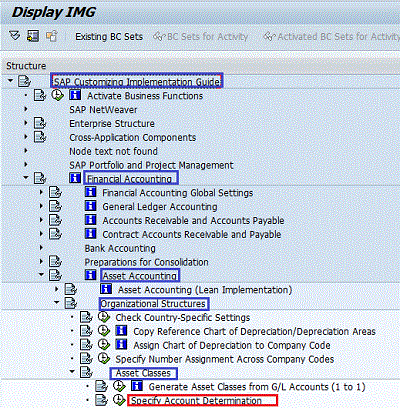 Display IMG
Existing BC Sets
BC Sets for Activity
Activated BC Sets for Activity
Structure
SAP Customizing Implementation Guide
Activate Business Functions
SAP NetWeaver
Enterprise Structure
Cross-Application Components
Node text not found
SAP Portfolio and Project Management
Financial Accounting
Financial Accounting Global Settings
General Ledger Accounting
Accounts Receivable and Accounts Payable
Contract Accounts Receivable and Payable
Bank Accounting
Preparations for Consolidation
Asset Accounting
Asset Accounting (Lean Implementation)
Organizational Structures
Check Country-Specific Settings
Copy Reference Chart of Depreciation/Depreciation Areas
Assign Chart of Depreciation to Company Code
Specify Number Assignment Across Company Codes
Asset Classes
Generate Asset Classes from G/L Accounts (1 to 1)
Specify Account Determination